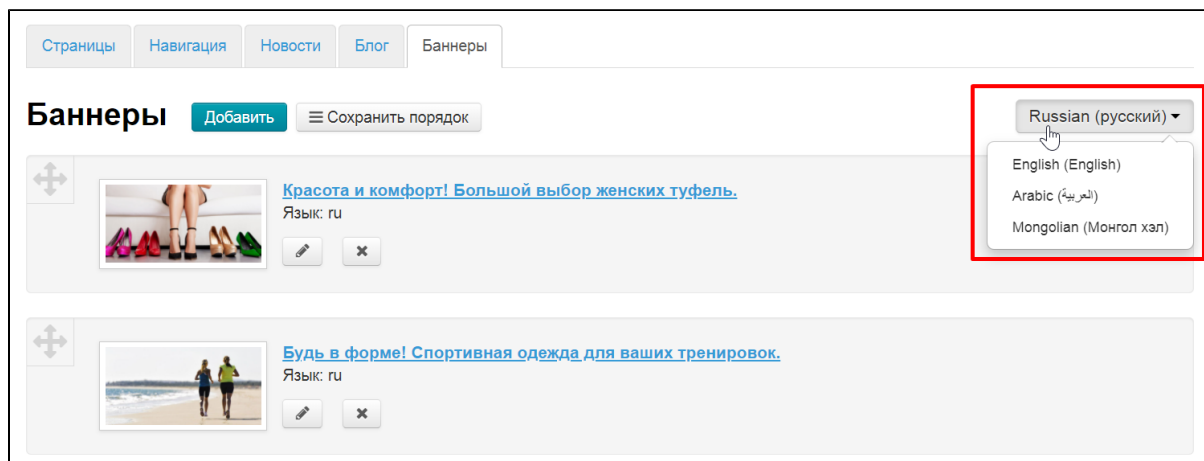 Страницы
Навигация
Новости
Блог
Баннеры
Баннеры
Добавить
Сохранить порядок
Russian (русский)
English (English)
Arabic (العربية)
Mongolian (Монгол хэл)
Красота и комфорт! Большой выбор женских туфель.
Язык: ru
Будь в форме! Спортивная одежда для ваших тренировок.
Язык: ru